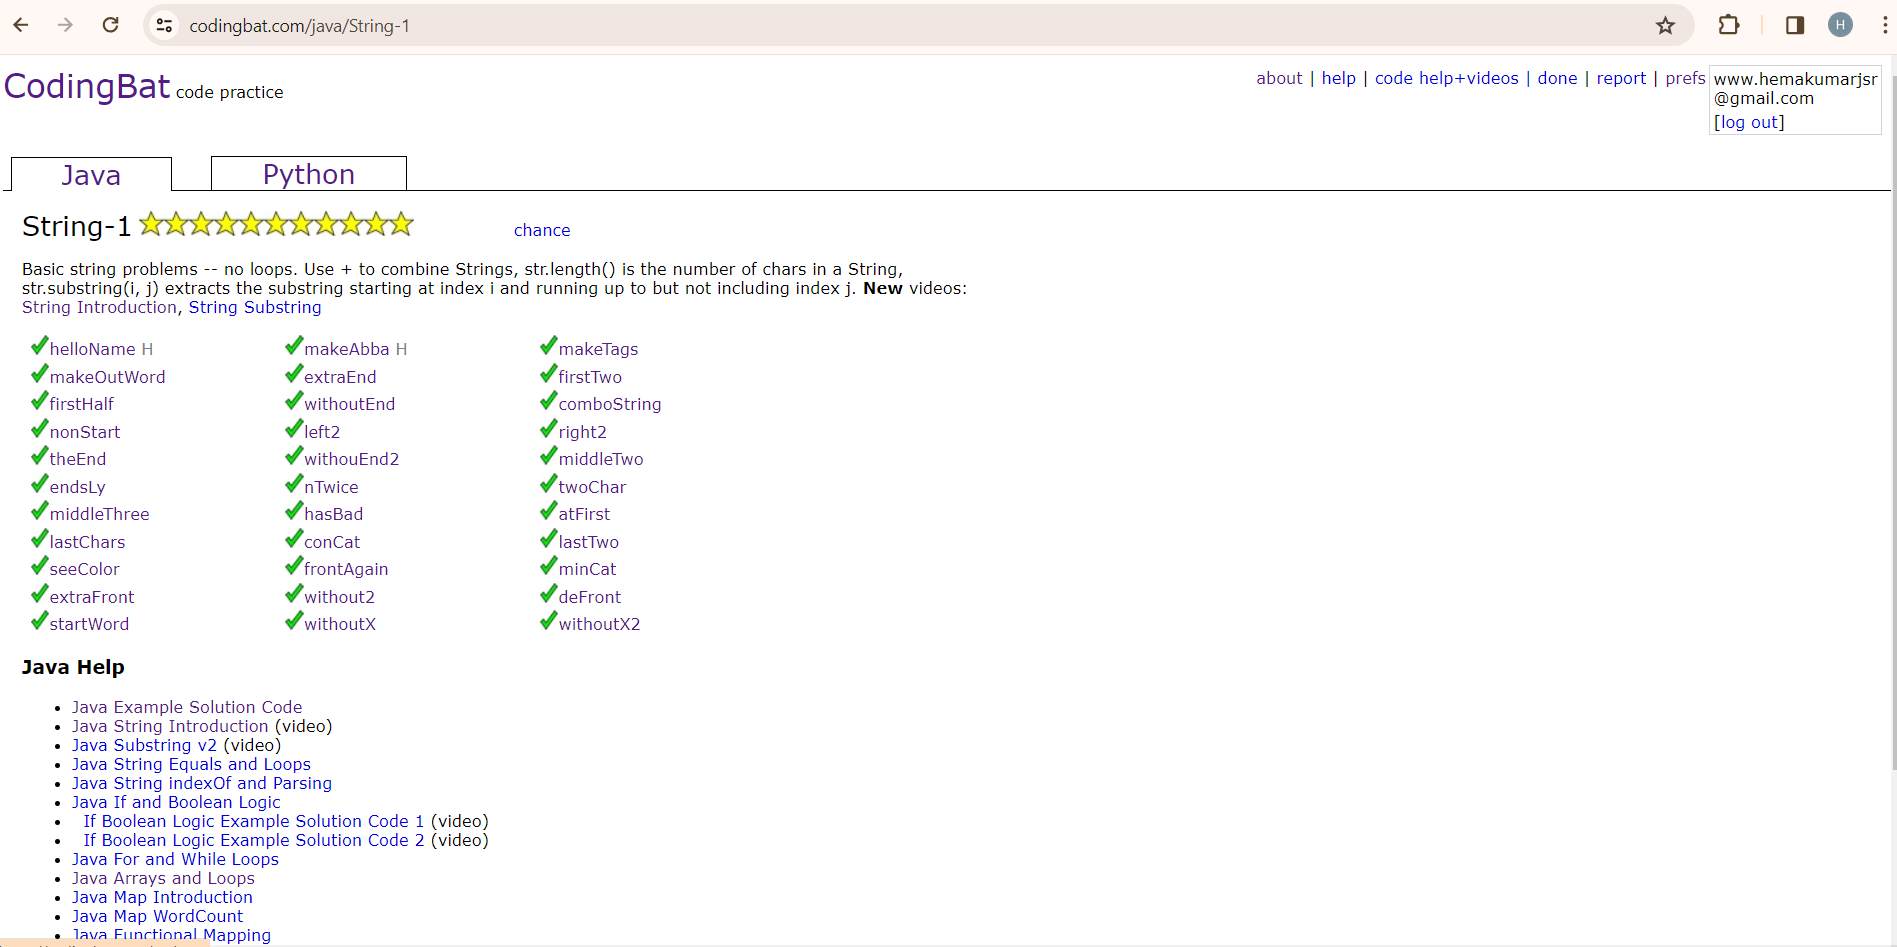 codingbat.com/java/String-1
H
CodingBat code practice
about | help | code help+videos | done | report | prefs
www.hemakumarjsr
@gmail.com
[log out]
Java
Python
String-1
chance
Basic string problems -- no loops. Use + to combine Strings, str.length() is the number of chars in a String,
str.substring(i, j) extracts the substring starting at index i and running up to but not including index j. New videos:
String Introduction, String Substring
helloName H makeAbba H makeTags
makeOutWord extraEnd firstTwo
firstHalf withoutEnd comboString
nonStart left2 right2
theEnd withouEnd2 middleTwo
endsLy nTwice twoChar
middleThree hasBad atFirst
lastChars conCat lastTwo
seeColor frontAgain minCat
extraFront without2 deFront
startWord withoutX withoutX2
Java Help
Java Example Solution Code
Java String Introduction (video)
Java Substring v2 (video)
Java String Equals and Loops
Java String indexOf and Parsing
Java If and Boolean Logic
If Boolean Logic Example Solution Code 1 (video)
If Boolean Logic Example Solution Code 2 (video)
Java For and While Loops
Java Arrays and Loops
Java Map Introduction
Java Map WordCount
Java Functional Mapping